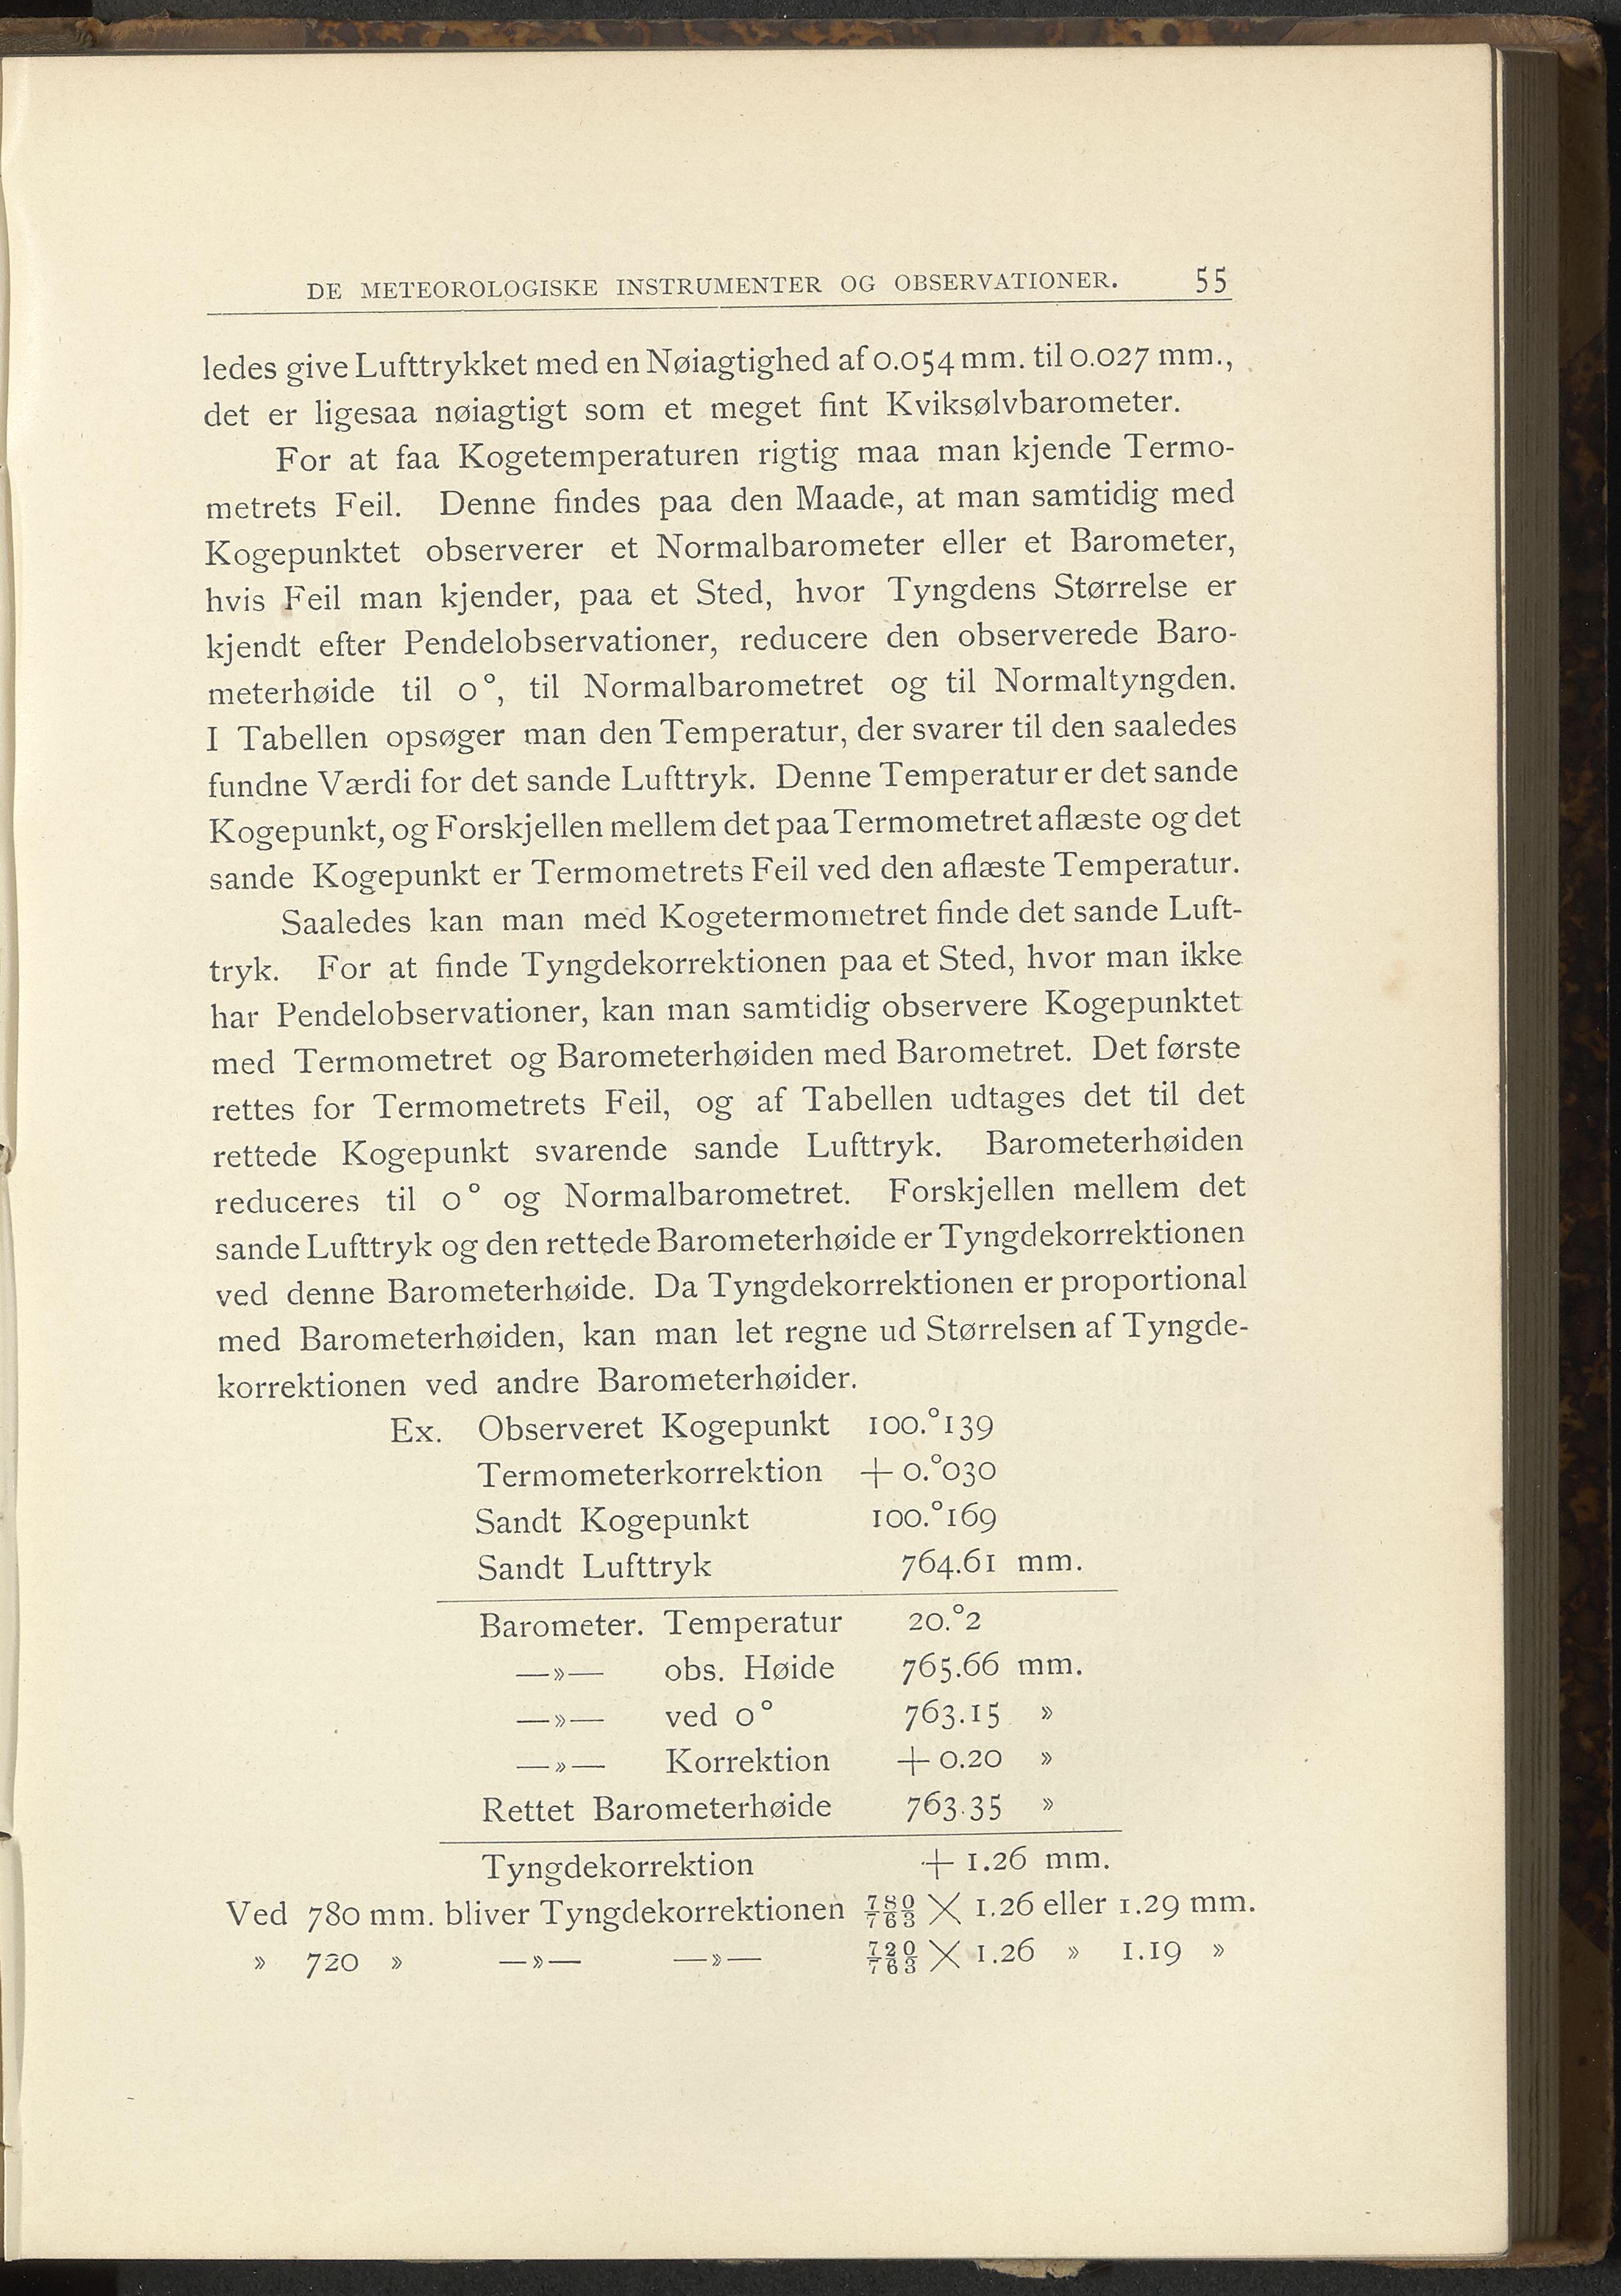 DE METEOROLOGISKE INSTRUMENTER OG OBSERVATIONER. 55
ledes give Lufttrykket med en Nøiagtighed af 0.054 mm. til 0.027 mm.,
det er ligesaa nøiagtigt som et meget fint Kviksølvbarometer.
For at faa Kogetemperaturen rigtig maa man kjende Termo-
metrets Feil. Denne findes paa den Maade, at man samtidig med
Kogepunktet observerer et Normalbarometer eller et Barometer,
hvis Feil man kjender, paa et Sted, hvor Tyngdens Størrelse er
kjendt efter Pendelobservationer, reducere den observerede Baro-
meterhøide til 0°, til Normalbarometret og til Normaltyngden.
I Tabellen opsøger man den Temperatur, der svarer til den saaledes
fundne Værdi for det sande Lufttryk. Denne Temperatur er det sande
Kogepunkt, og Forskjellen mellem det paa Termometret aflæste og det
sande Kogepunkt er Termometrets Feil ved den aflæste Temperatur.
Saaledes kan man med Kogetermometret finde det sande Luft-
tryk. For at finde Tyngdekorrektionen paa et Sted, hvor man ikke
har Pendelobservationer, kan man samtidig observere Kogepunktet
med Termometret og Barometerhøiden med Barometret. Det første
rettes for Termometrets Feil, og af Tabellen udtages det til det
rettede Kogepunkt svarende sande Lufttryk. Barometerhøiden
reduceres til 0° og Normalbarometret. Forskjellen mellem det
sande Lufttryk og den rettede Barometerhøide er Tyngdekorrektionen
ved denne Barometerhøide. Da Tyngdekorrektionen er proportional
med Barometerhøiden, kan man let regne ud Størrelsen af Tyngde-
korrektionen ved andre Barometerhøider.
Ex. Observeret Kogepunkt 100.°139
Termometerkorrektion + 0.°030
Sandt Kogepunkt 100.°169
Sandt Lufttryk 764.61 mm.
Barometer. Temperatur 20.°2
—»— obs. Høide 765.66 mm.
—»— ved 0° 763.15 »
—»— Korrektion + 0.20 »
Rettet Barometerhøide 763.35 »
Tyngdekorrektion + 1.26 mm.
Ved 780 mm. bliver Tyngdekorrektionen 780/763 × 1.26 eller 1.29 mm.
» 720 » —»— —»— 720/763 × 1.26 » 1.19 »